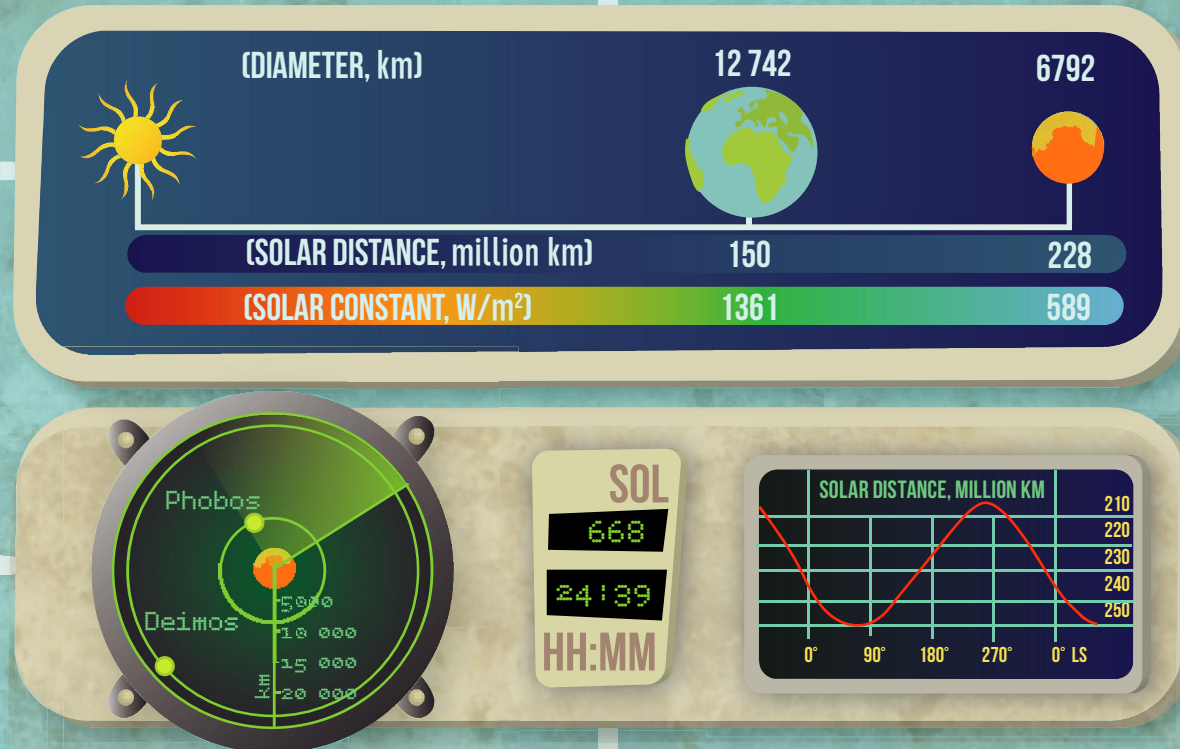 (DIAMETER, km) 12 742 6792
(SOLAR DISTANCE, million km) 150 228
(SOLAR CONSTANT, W/m²) 1361 589
Phobos
Deimos
5000
10 000
15 000
20 000
km
SOL
668
24:39
HH:MM
SOLAR DISTANCE, MILLION KM
210
220
230
240
250
0° 90° 180° 270° 0° LS